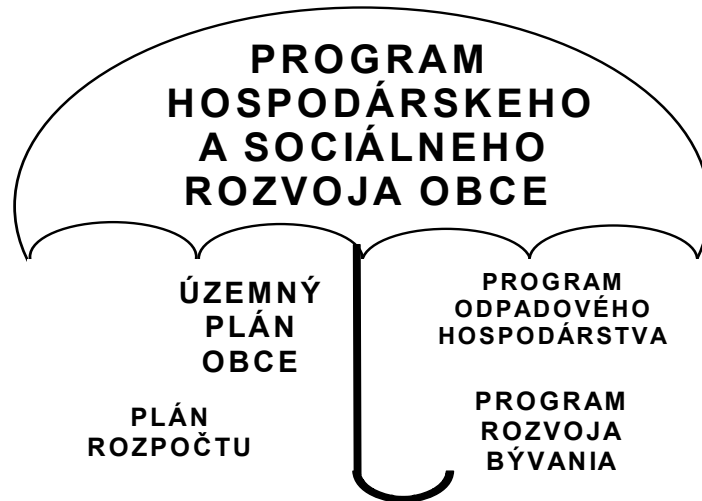 PROGRAM
HOSPODÁRSKEHO
A SOCIÁLNEHO
ROZVOJA OBCE
ÚZEMNÝ
PLÁN
OBCE
PROGRAM
ODPADOVÉHO
HOSPODÁRSTVA
PLÁN
ROZPOČTU
PROGRAM
ROZVOJA
BÝVANIA